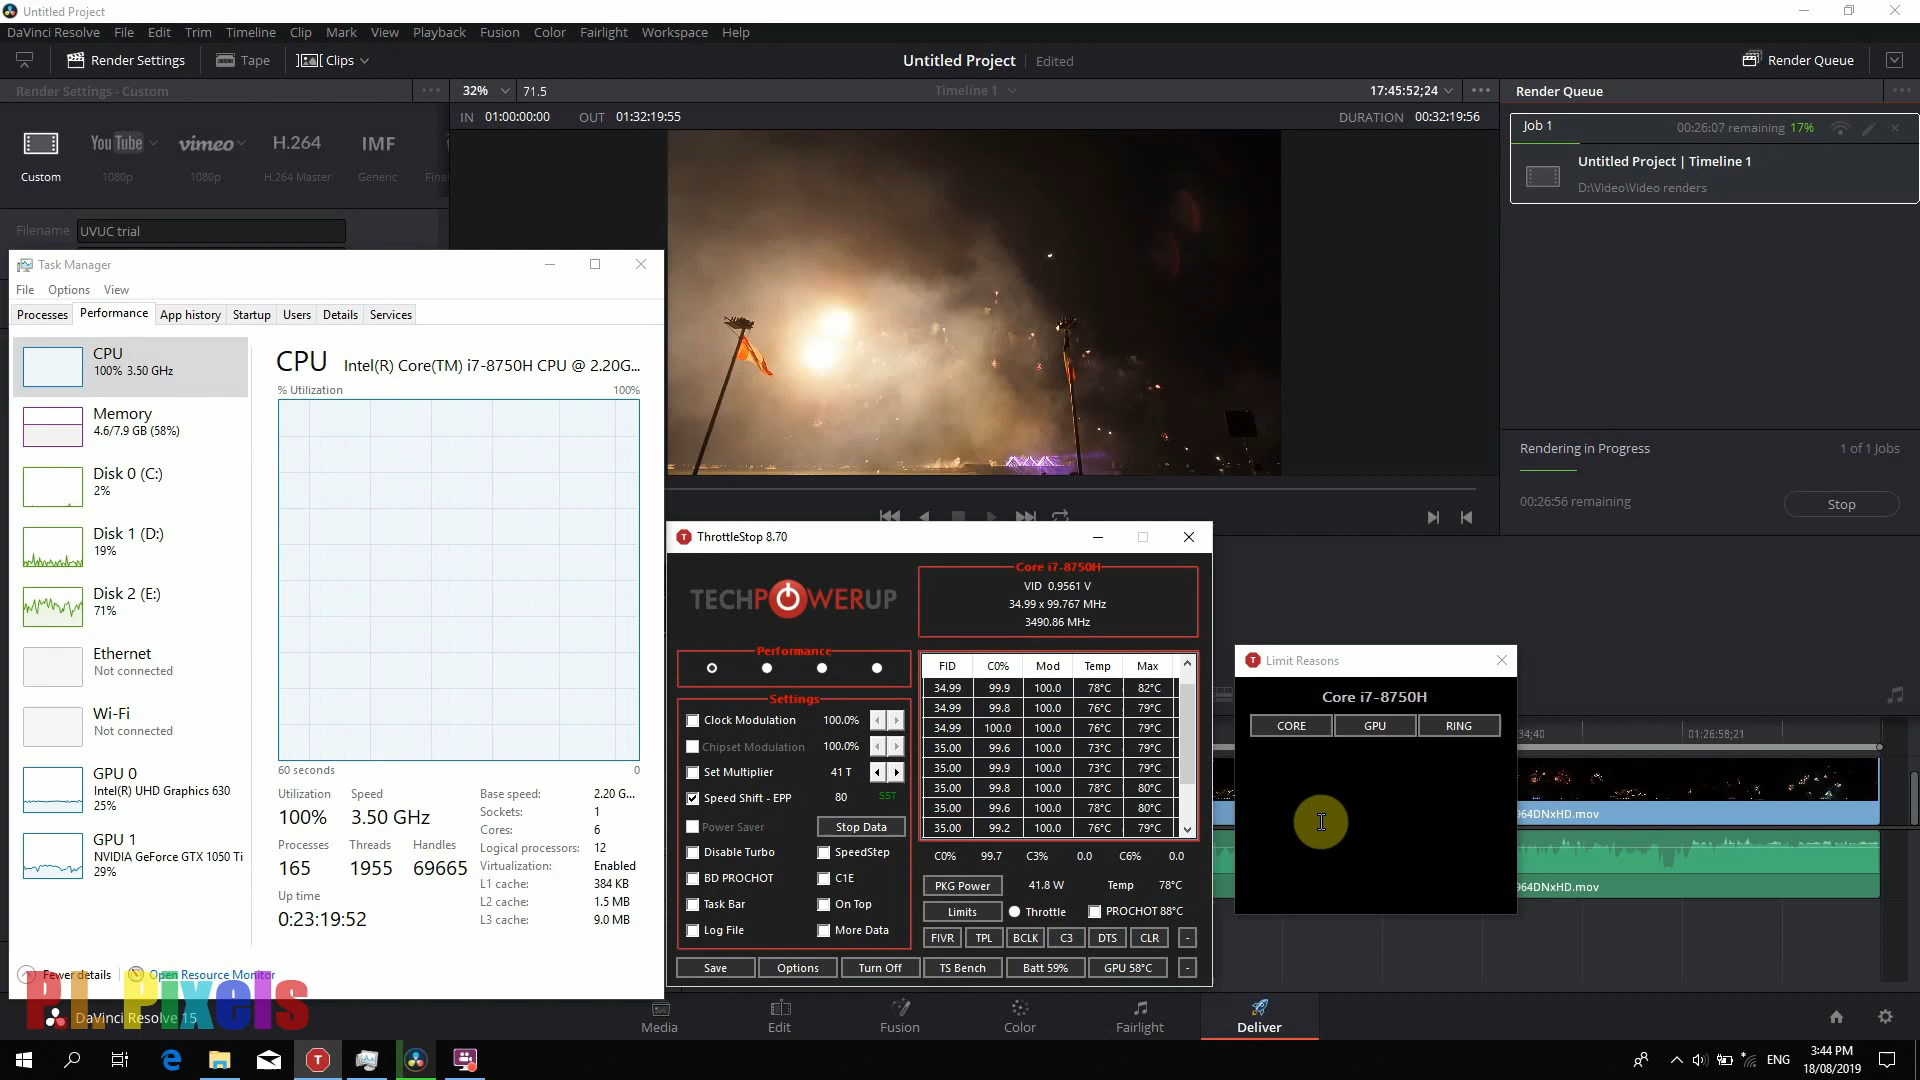 Untitled Project
DaVinci Resolve File Edit Trim Timeline Clip Mark View Playback Fusion Color Fairlight Workspace Help
Render Settings Tape Clips Untitled Project Edited Render Queue
Render Settings - Custom 32% 71.5 Timeline 1 17:45:52;24 Render Queue
IN 01:00:00:00 OUT 01:32:19:55 DURATION 00:32:19:56
Job 1 00:26:07 remaining 17%
YouTube vimeo H.264 IMF
Untitled Project | Timeline 1
Custom 1080p 1080p H.264 Master Generic
D:\Video\Video renders
Filename UVUC trial
Rendering in Progress 1 of 1 Jobs
00:26:56 remaining Stop
Task Manager
File Options View
Processes Performance App history Startup Users Details Services
CPU
100% 3.50 GHz
Memory
4.6/7.9 GB (58%)
Disk 0 (C:)
2%
Disk 1 (D:)
19%
Disk 2 (E:)
71%
Ethernet
Not connected
Wi-Fi
Not connected
GPU 0
Intel(R) UHD Graphics 630
25%
GPU 1
NVIDIA GeForce GTX 1050 Ti
29%
CPU Intel(R) Core(TM) i7-8750H CPU @ 2.20G...
% Utilization 100%
60 seconds 0
Utilization Speed
100% 3.50 GHz
Processes Threads Handles
165 1955 69665
Up time
0:23:19:52
Base speed: 2.20 G...
Sockets: 1
Cores: 6
Logical processors: 12
Virtualization: Enabled
L1 cache: 384 KB
L2 cache: 1.5 MB
L3 cache: 9.0 MB
Fewer details Open Resource Monitor
P.I. Pixels
DaVinci Resolve 15
ThrottleStop 8.70
TECHPOWERUP
Core i7-8750H
VID 0.9561 V
34.99 x 99.767 MHz
3490.86 MHz
Performance
Settings
Clock Modulation 100.0%
Chipset Modulation 100.0%
Set Multiplier 41 T
Speed Shift - EPP 80 SST
Power Saver Stop Data
Disable Turbo SpeedStep
BD PROCHOT C1E
Task Bar On Top
Log File More Data
Save Options Turn Off TS Bench Batt 59% GPU 58°C -
FID C0% Mod Temp Max
34.99 99.9 100.0 78°C 82°C
34.99 99.8 100.0 76°C 79°C
34.99 100.0 100.0 76°C 79°C
35.00 99.6 100.0 73°C 79°C
35.00 99.9 100.0 73°C 79°C
35.00 99.8 100.0 78°C 80°C
35.00 99.6 100.0 78°C 80°C
35.00 99.2 100.0 76°C 79°C
C0% 99.7 C3% 0.0 C6% 0.0
PKG Power 41.8 W Temp 78°C
Limits Throttle PROCHOT 88°C
FIVR TPL BCLK C3 DTS CLR -
Limit Reasons
Core i7-8750H
CORE GPU RING
34;40 01:26:58;21
964DNxHD.mov
964DNxHD.mov
Media Edit Fusion Color Fairlight Deliver
ENG
3:44 PM
18/08/2019